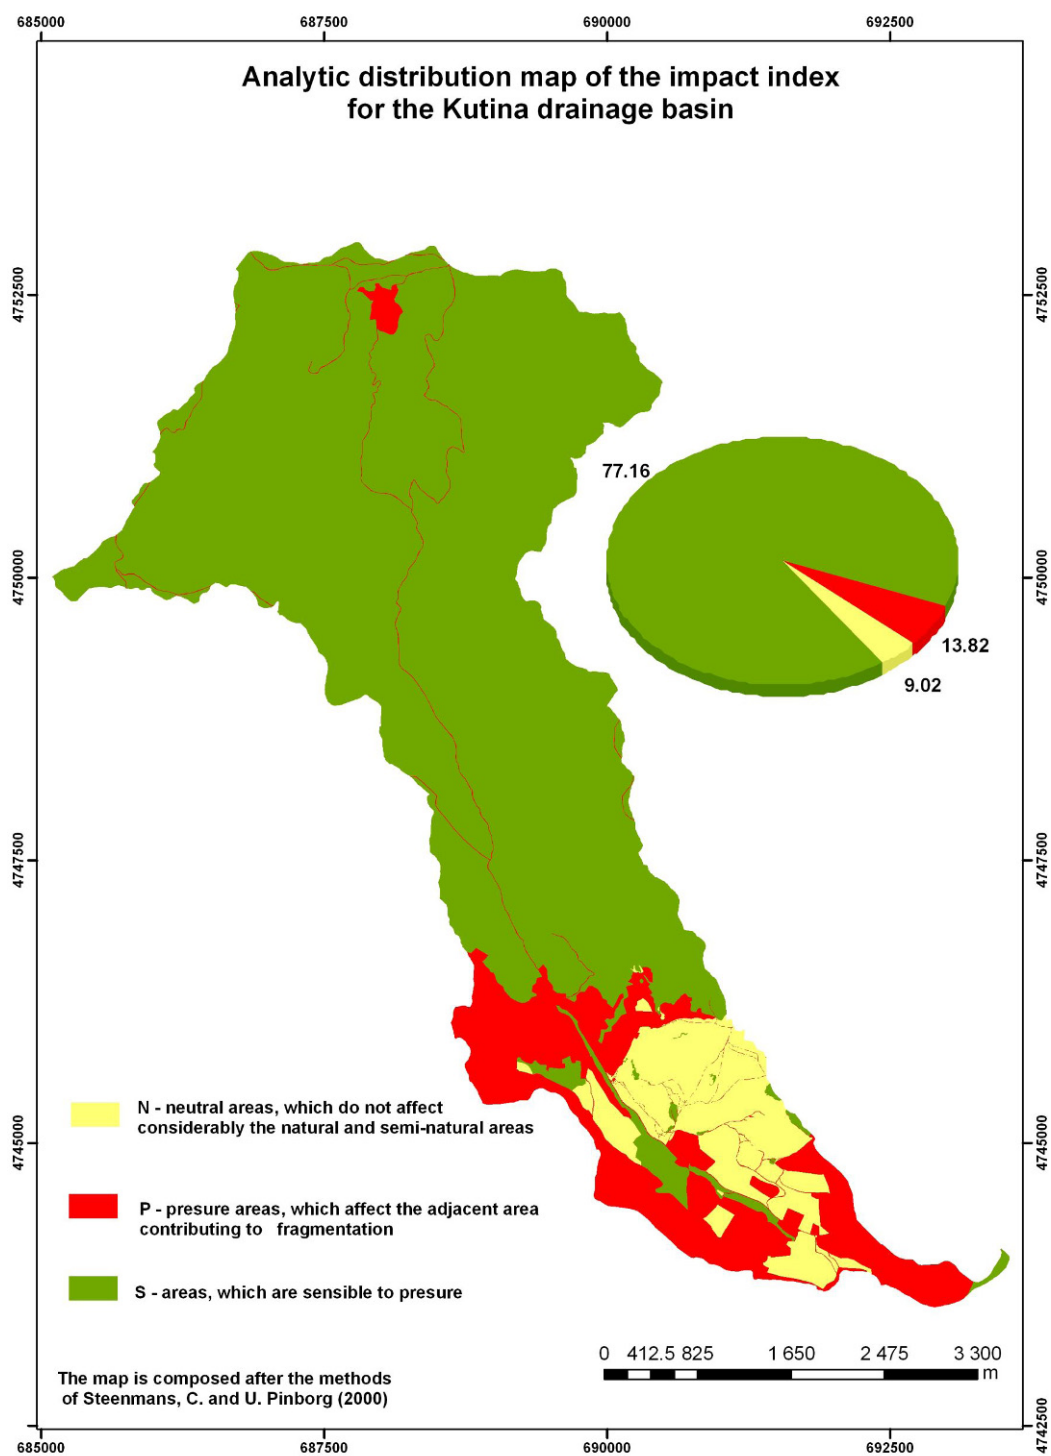 685000 687500 690000 692500
Analytic distribution map of the impact index
for the Kutina drainage basin
4752500 4752500
77.16
4750000 4750000
13.82
9.02
4747500 4747500
N - neutral areas, which do not affect
considerably the natural and semi-natural areas
4745000 4745000
P - presure areas, which affect the adjacent area
contributing to fragmentation
S - areas, which are sensible to presure
0 412.5 825 1 650 2 475 3 300
m
The map is composed after the methods
of Steenmans, C. and U. Pinborg (2000)
4742500 4742500
685000 687500 690000 692500